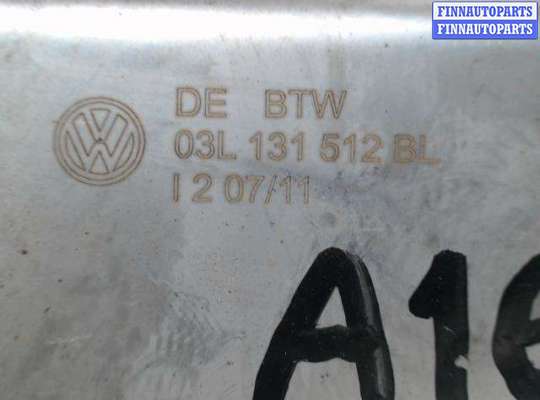 FINNAUTOPARTS
FINNAUTOPARTS
DE BTW
03L 131 512 BL
I 2 07/11